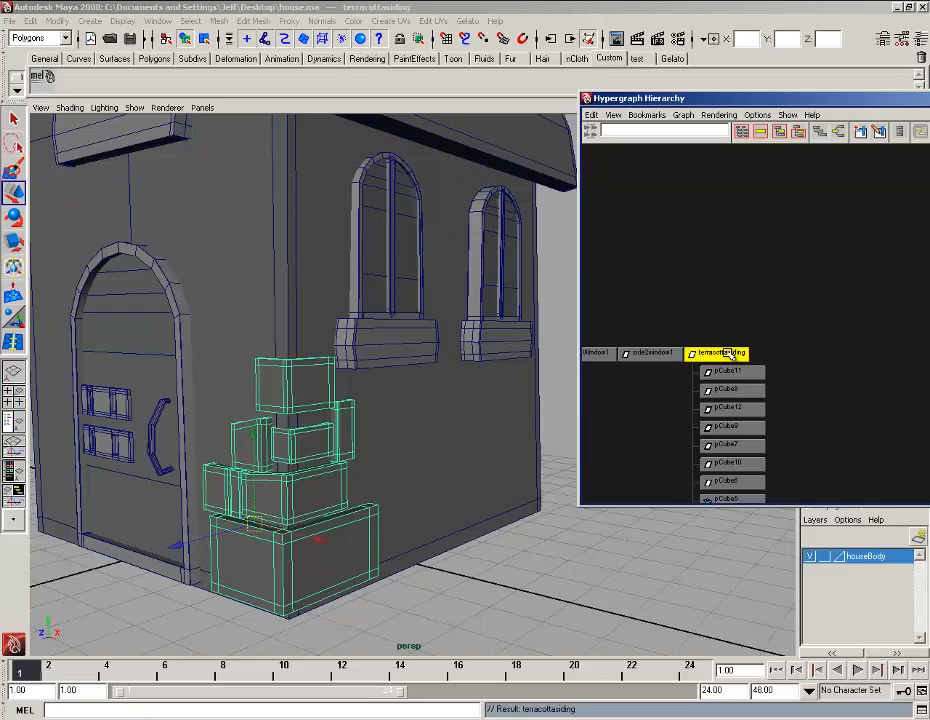 Autodesk Maya 2008: C:\Documents and Settings\Jeff\Desktop\house.ma --- terracottasiding
File Edit Modify Create Display Window Select Mesh Edit Mesh Proxy Normals Color Create UVs Edit UVs Gelato Help
Polygons X: Y: Z:
General Curves Surfaces Polygons Subdivs Deformation Animation Dynamics Rendering PaintEffects Toon Fluids Fur Hair nCloth Custom test Gelato
mel
View Shading Lighting Show Renderer Panels
Hypergraph Hierarchy
Edit View Bookmarks Graph Rendering Options Show Help
side2window1 terracottasiding
pCube11
pCube8
pCube12
pCube9
pCube7
pCube10
pCube6
pCube5
Layers Options Help
V houseBody
persp
z x
1 2 4 6 8 10 12 14 16 18 20 22 24 1.00
1.00 1.00 1 24 24.00 48.00 No Character Set
MEL // Result: terracottasiding